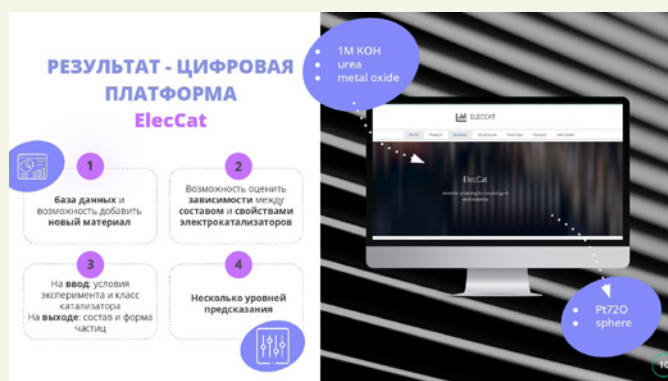 РЕЗУЛЬТАТ - ЦИФРОВАЯ
ПЛАТФОРМА
ElecCat
1
база данных и
возможность добавить
новый материал
2
Возможность оценить
зависимости между
составом и свойствами
электрокатализаторов
3
На ввод: условия
эксперимента и класс
катализатора
На выходе: состав и форма
частиц
4
Несколько уровней
предсказания
1M KOH
urea
metal oxide
ELECCAT
Home
ElecCat
Pt72O
sphere
10